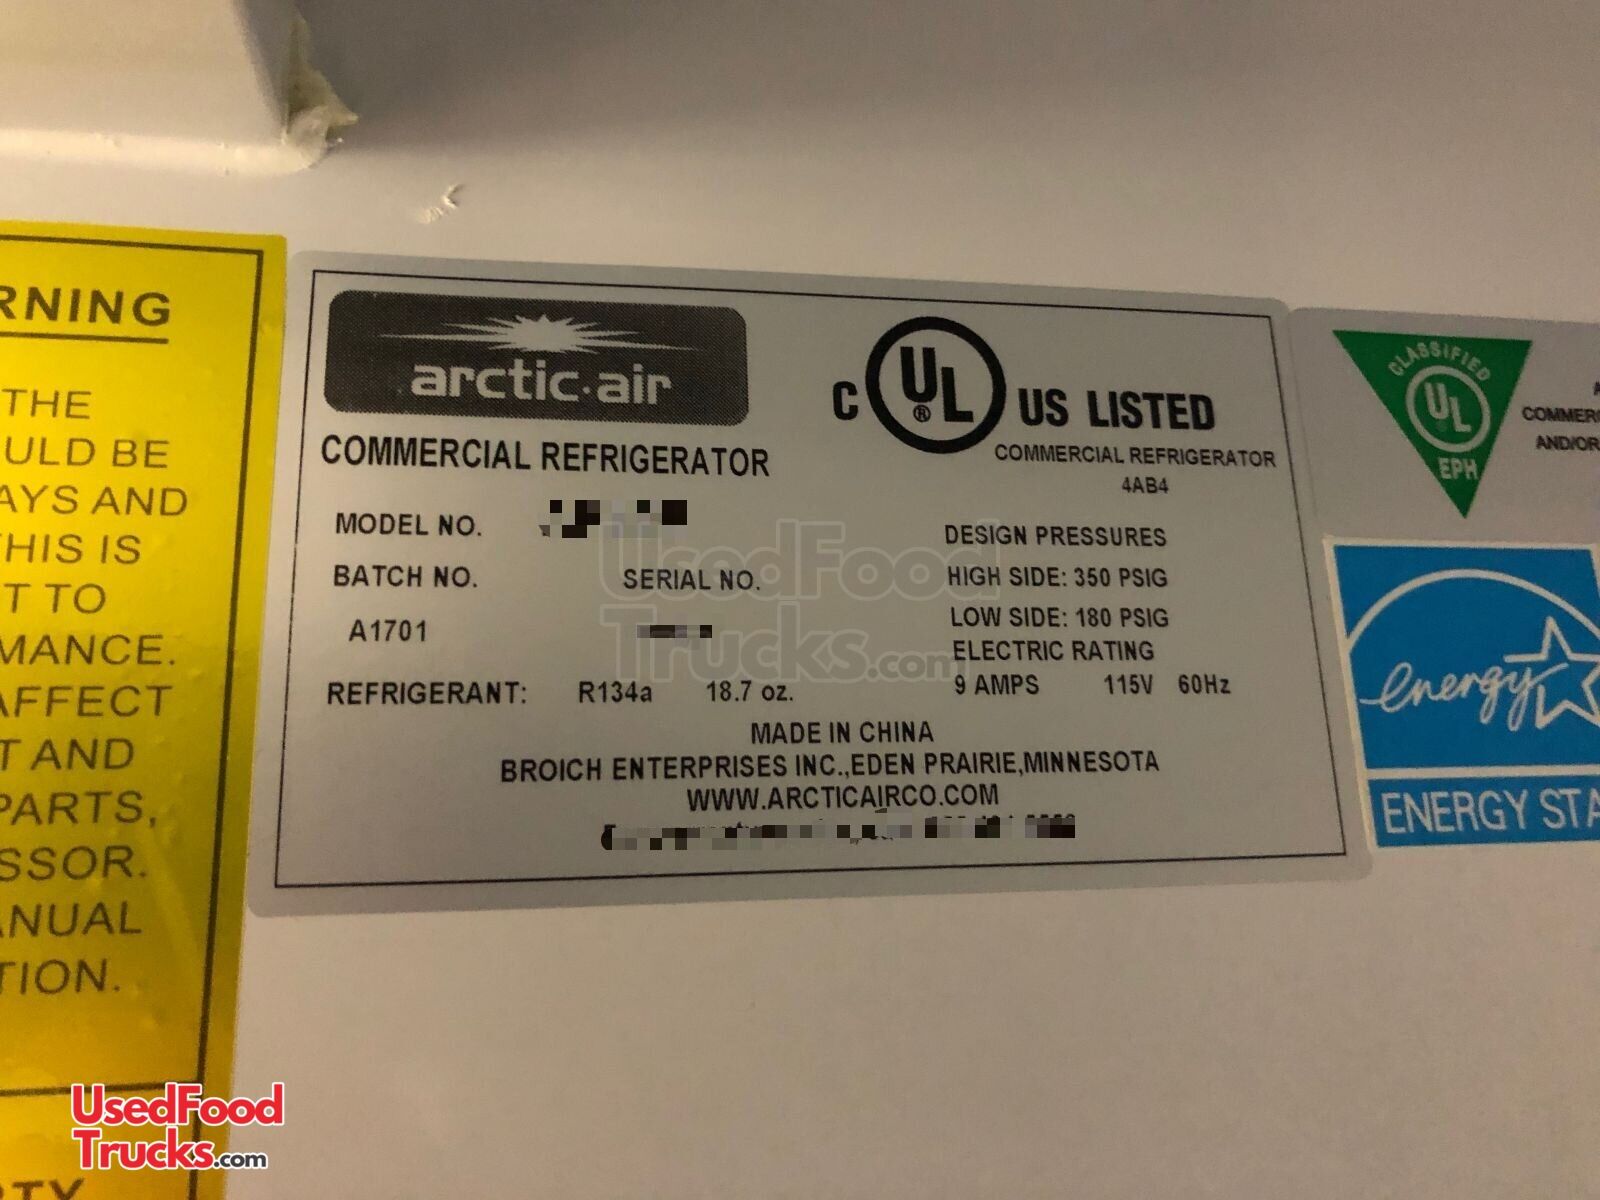 RNING
THE
ULD BE
AYS AND
THIS IS
T TO
MANCE.
AFFECT
T AND
PARTS,
SSOR.
ANUAL
TION.
arctic·air
COMMERCIAL REFRIGERATOR
MODEL NO.
BATCH NO. SERIAL NO.
A1701
REFRIGERANT: R134a 18.7 oz.
C UL® US LISTED
COMMERCIAL REFRIGERATOR
4AB4
DESIGN PRESSURES
HIGH SIDE: 350 PSIG
LOW SIDE: 180 PSIG
ELECTRIC RATING
9 AMPS 115V 60Hz
MADE IN CHINA
BROICH ENTERPRISES INC.,EDEN PRAIRIE,MINNESOTA
WWW.ARCTICAIRCO.COM
CLASSIFIED
UL
EPH
COMMER
AND/OR
energy
ENERGY STA
UsedFood
Trucks.com
UsedFood
Trucks.com